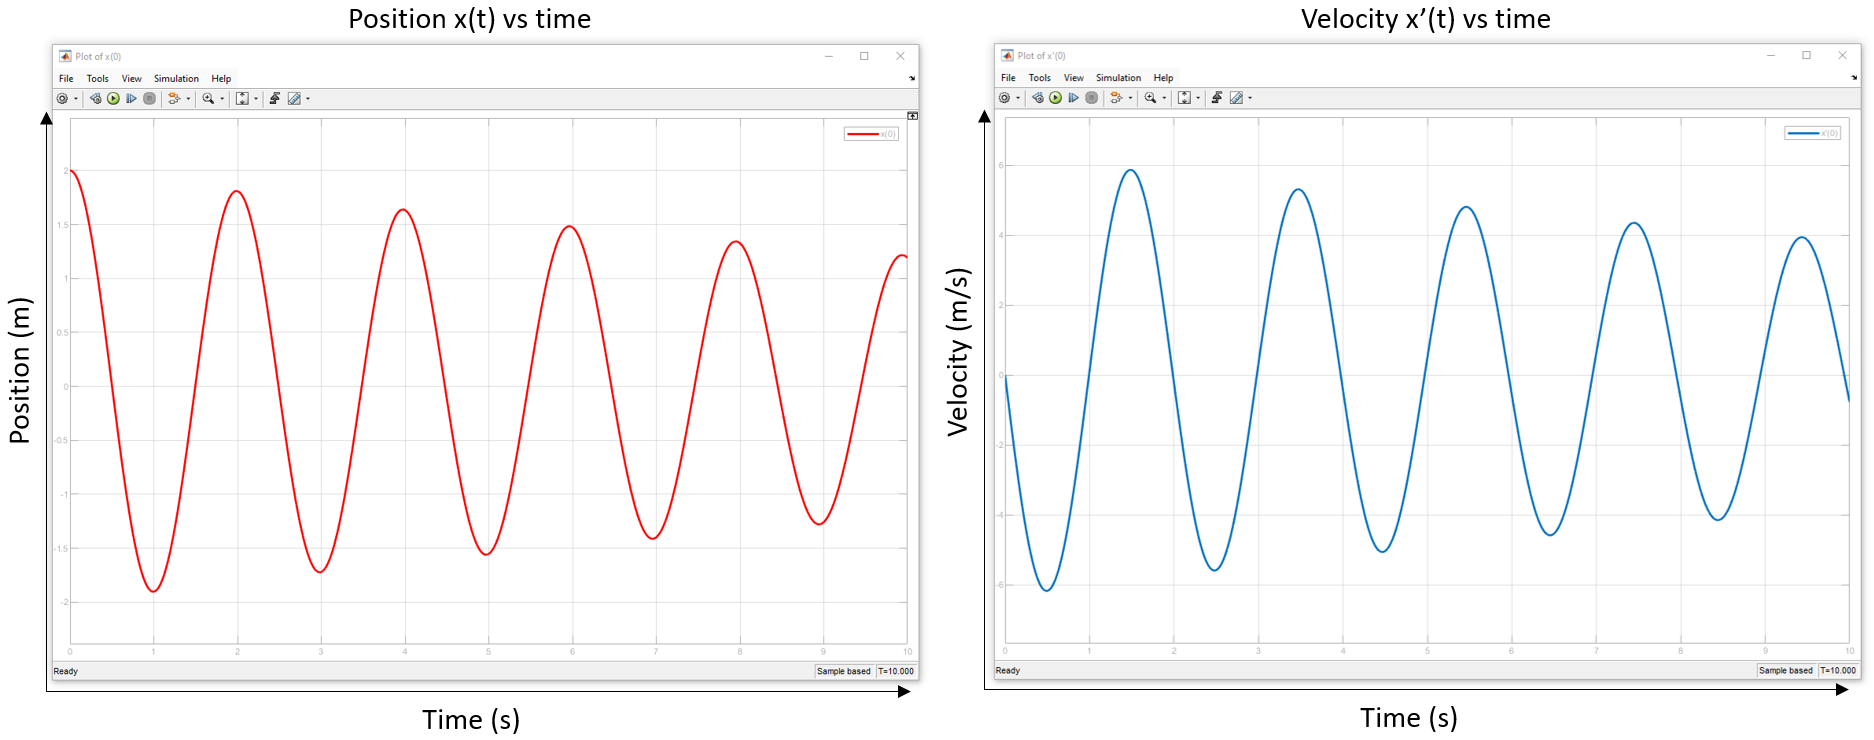 Position x(t) vs time
Plot of x(0)
File Tools View Simulation Help
x(0)
2
1.5
1
0.5
0
-0.5
-1
-1.5
-2
0 1 2 3 4 5 6 7 8 9 10
Ready Sample based T=10.000
Position (m)
Time (s)
Velocity x’(t) vs time
Plot of x'(0)
File Tools View Simulation Help
x'(0)
6
4
2
0
-2
-4
-6
0 1 2 3 4 5 6 7 8 9 10
Ready Sample based T=10.000
Velocity (m/s)
Time (s)